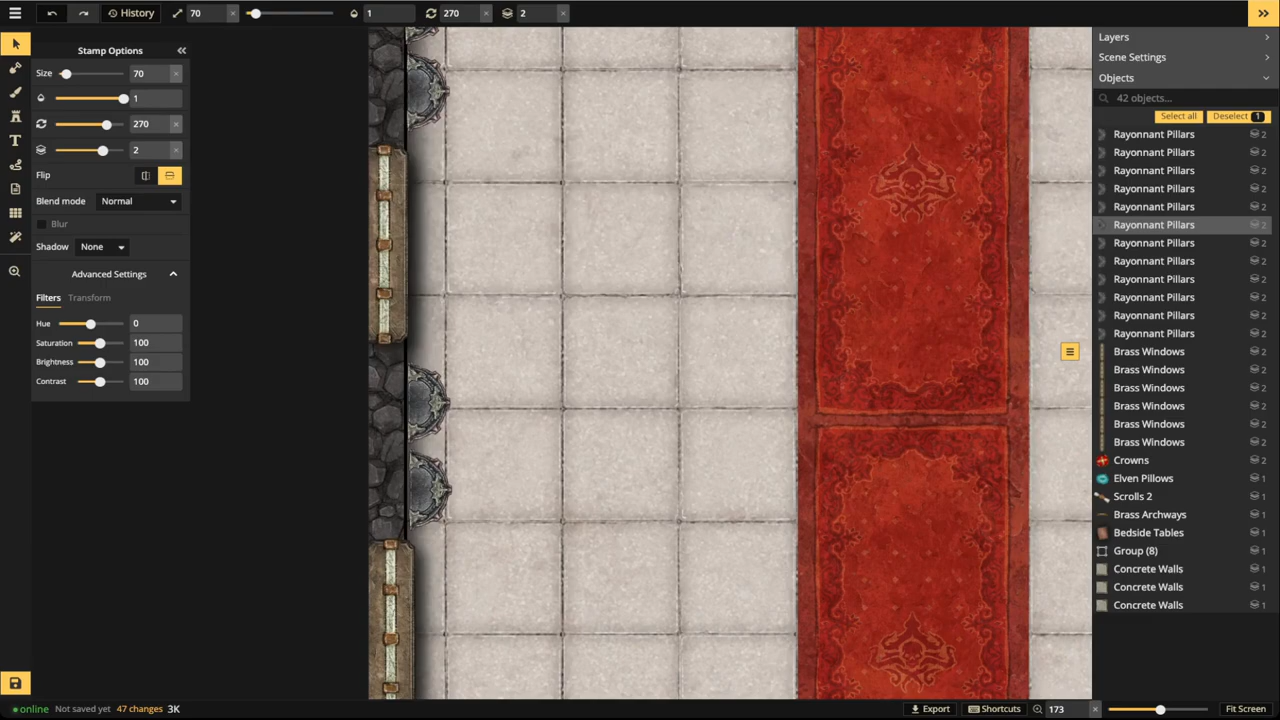 History 70 × 1 270 × 2 ×
Stamp Options
Size 70 ×
1
270 ×
2 ×
Flip
Blend mode Normal
Blur
Shadow None
Advanced Settings
Filters Transform
Hue 0
Saturation 100
Brightness 100
Contrast 100
Layers
Scene Settings
Objects
42 objects...
Select all Deselect 1
Rayonnant Pillars 2
Rayonnant Pillars 2
Rayonnant Pillars 2
Rayonnant Pillars 2
Rayonnant Pillars 2
Rayonnant Pillars 2
Rayonnant Pillars 2
Rayonnant Pillars 2
Rayonnant Pillars 2
Rayonnant Pillars 2
Rayonnant Pillars 2
Rayonnant Pillars 2
Brass Windows 2
Brass Windows 2
Brass Windows 2
Brass Windows 2
Brass Windows 2
Brass Windows 2
Crowns 2
Elven Pillows 1
Scrolls 2 1
Brass Archways 1
Bedside Tables 1
Group (8) 1
Concrete Walls 1
Concrete Walls 1
Concrete Walls 1
online Not saved yet 47 changes 3K Export Shortcuts 173 × Fit Screen